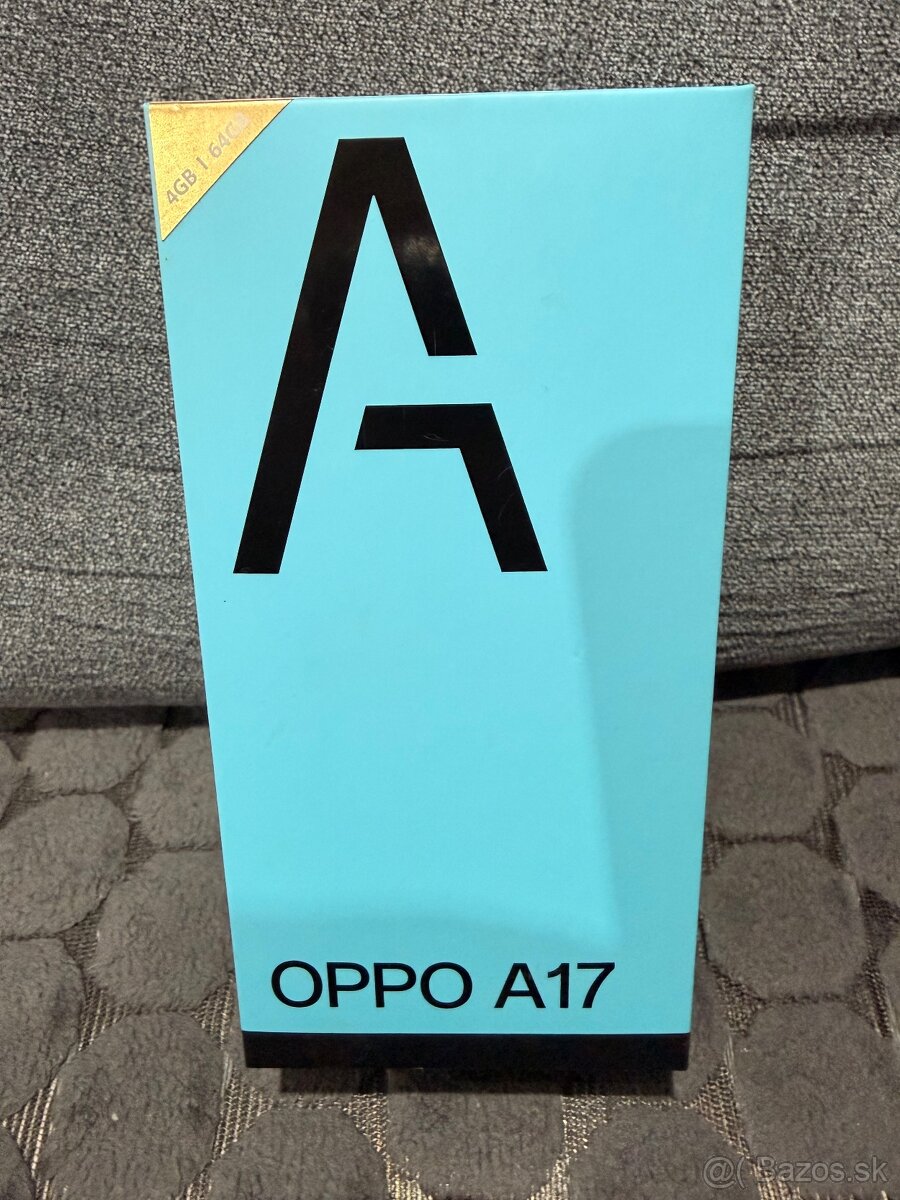 4GB | 64GB
A
OPPO A17
@( Bazos.sk